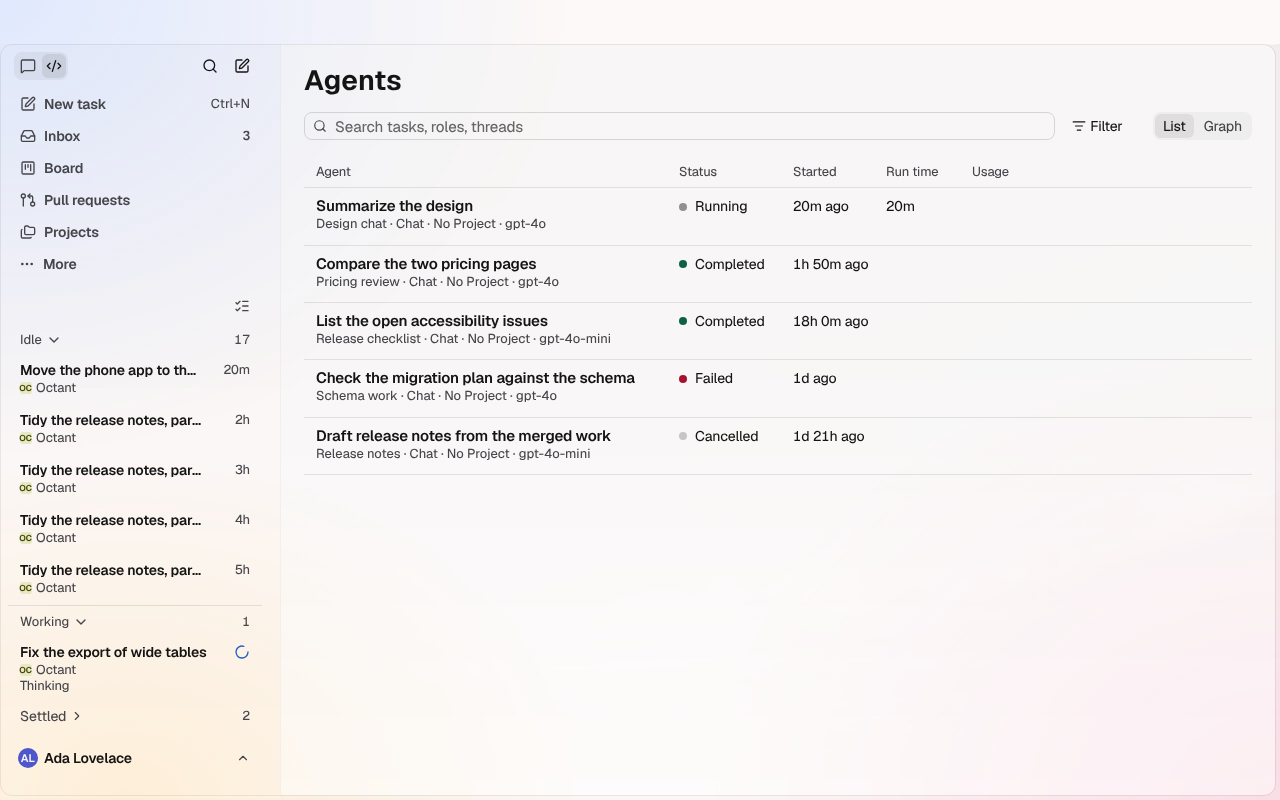 New task Ctrl+N
Inbox 3
Board
Pull requests
Projects
More
Idle 17
Move the phone app to th... 20m
OC Octant
Tidy the release notes, par... 2h
OC Octant
Tidy the release notes, par... 3h
OC Octant
Tidy the release notes, par... 4h
OC Octant
Tidy the release notes, par... 5h
OC Octant
Working 1
Fix the export of wide tables
OC Octant
Thinking
Settled 2
AL Ada Lovelace
Agents
Search tasks, roles, threads
Filter
List Graph
Agent Status Started Run time Usage
Summarize the design Running 20m ago 20m
Design chat · Chat · No Project · gpt-4o
Compare the two pricing pages Completed 1h 50m ago
Pricing review · Chat · No Project · gpt-4o
List the open accessibility issues Completed 18h 0m ago
Release checklist · Chat · No Project · gpt-4o-mini
Check the migration plan against the schema Failed 1d ago
Schema work · Chat · No Project · gpt-4o
Draft release notes from the merged work Cancelled 1d 21h ago
Release notes · Chat · No Project · gpt-4o-mini